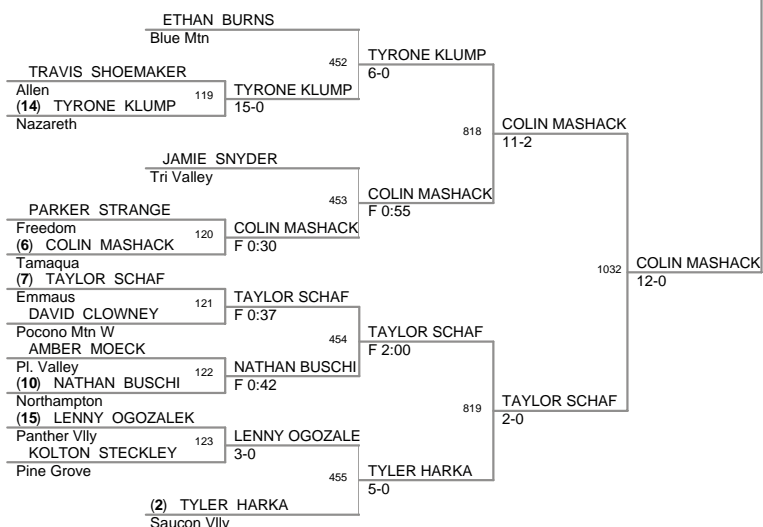 ETHAN BURNS
Blue Mtn
452
TYRONE KLUMP
6-0
TRAVIS SHOEMAKER
Allen
119
TYRONE KLUMP
15-0
(14) TYRONE KLUMP
Nazareth
818
COLIN MASHACK
11-2
JAMIE SNYDER
Tri Valley
453
COLIN MASHACK
F 0:55
PARKER STRANGE
Freedom
120
COLIN MASHACK
F 0:30
(6) COLIN MASHACK
Tamaqua
1032
COLIN MASHACK
12-0
(7) TAYLOR SCHAF
Emmaus
121
TAYLOR SCHAF
F 0:37
DAVID CLOWNEY
Pocono Mtn W
454
TAYLOR SCHAF
F 2:00
AMBER MOECK
Pl. Valley
122
NATHAN BUSCHI
F 0:42
(10) NATHAN BUSCHI
Northampton
819
TAYLOR SCHAF
2-0
(15) LENNY OGOZALEK
Panther Vlly
123
LENNY OGOZALE
3-0
KOLTON STECKLEY
Pine Grove
455
TYLER HARKA
5-0
(2) TYLER HARKA
Saucon Vlly